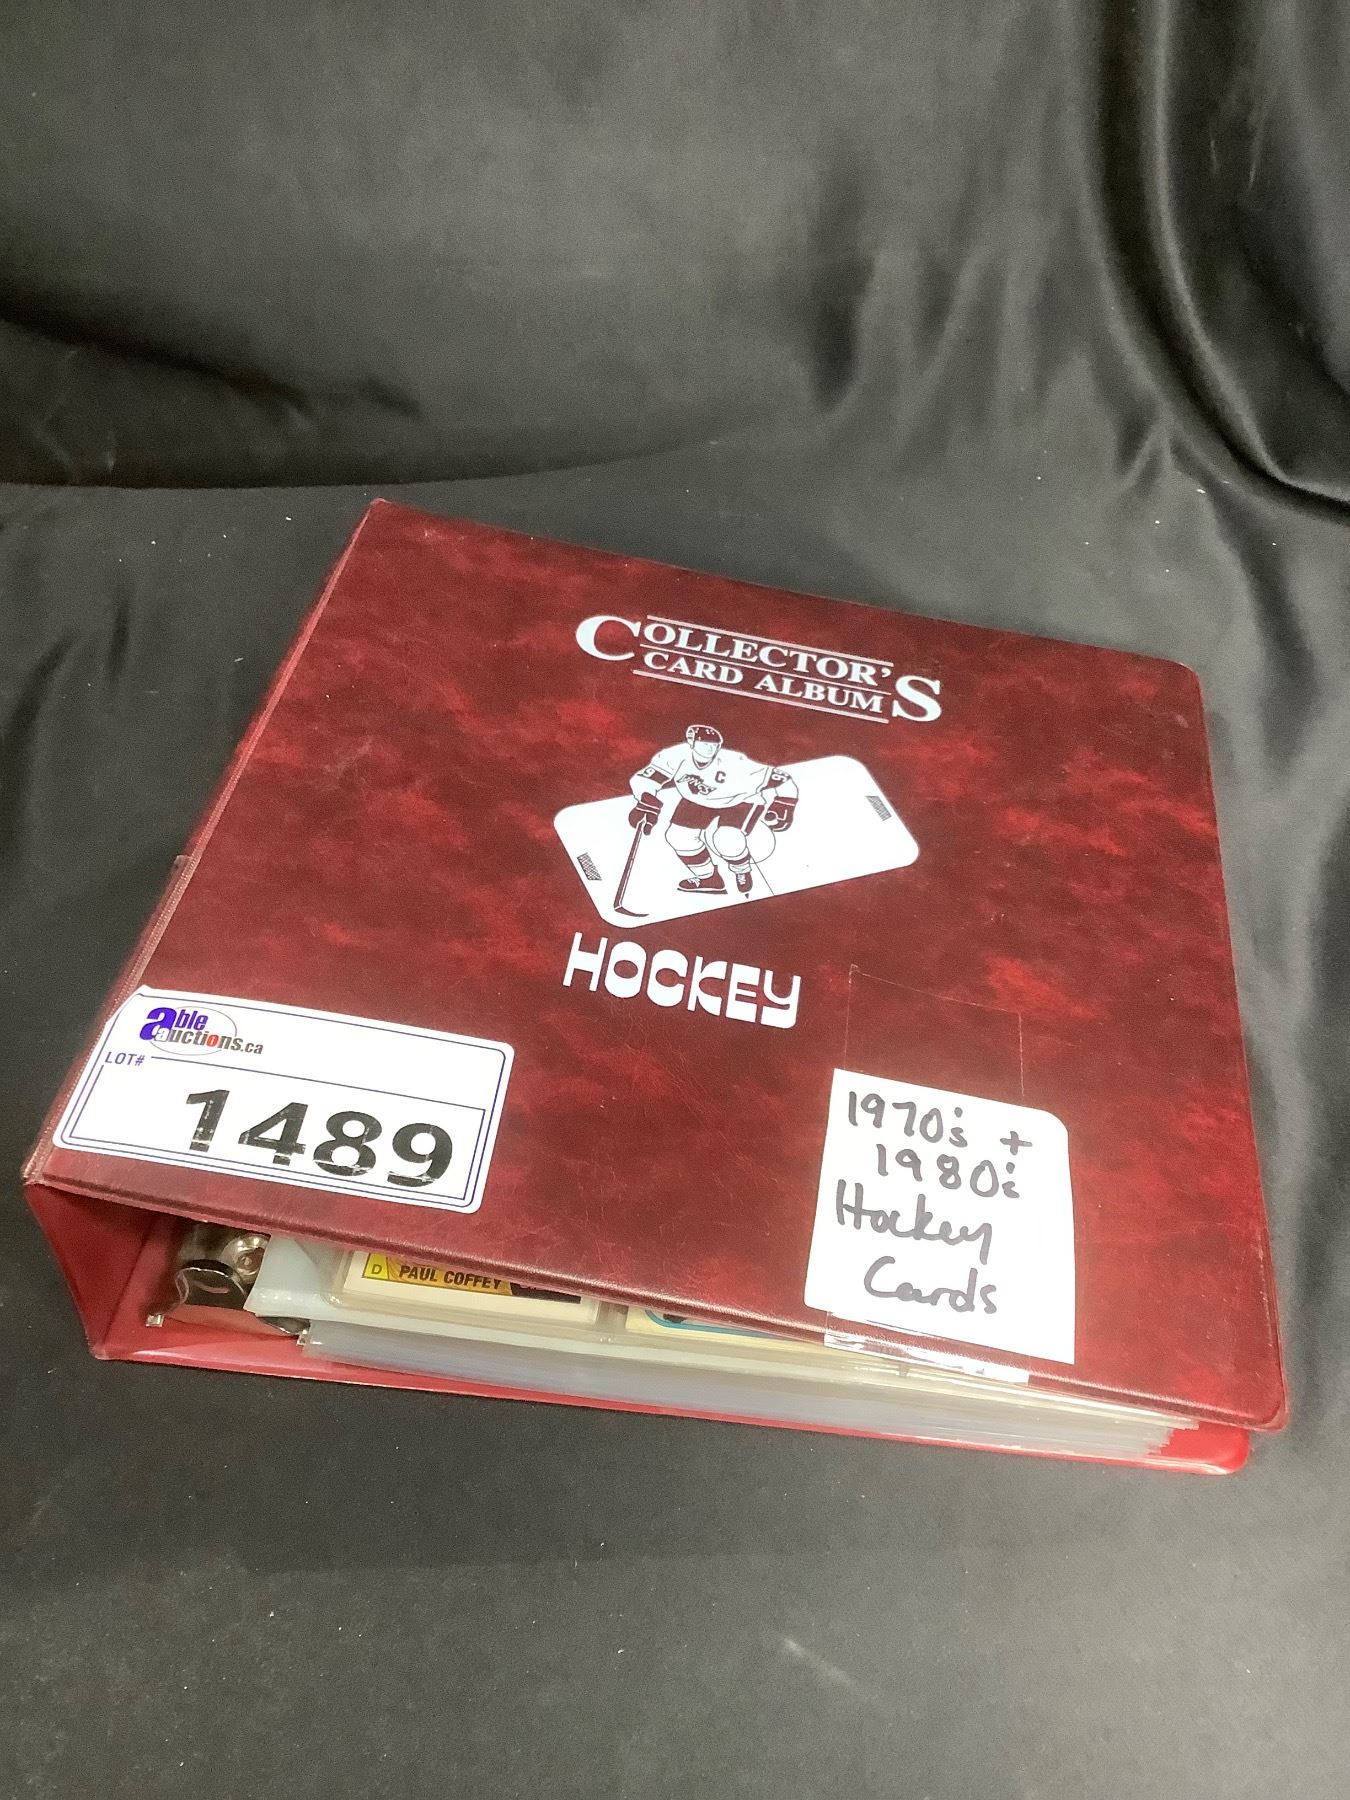 COLLECTOR'S
CARD ALBUM
C
HOCKEY
able
auctions.ca
LOT#
1489
1970's +
1980's
Hockey
Cards
D PAUL COFFEY